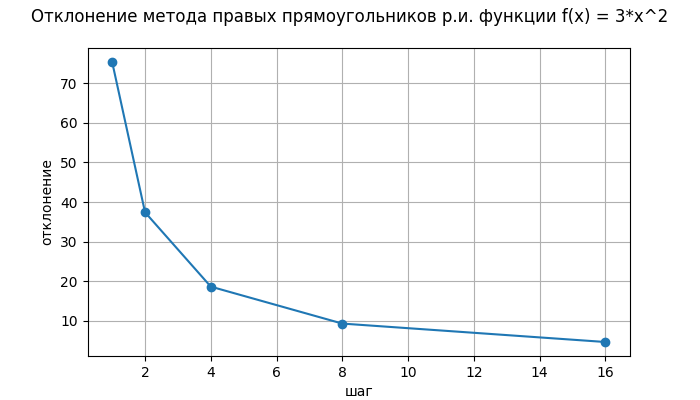 Отклонение метода правых прямоугольников р.и. функции f(x) = 3*x^2
70
60
50
40
30
20
10
отклонение
2 4 6 8 10 12 14 16
шаг